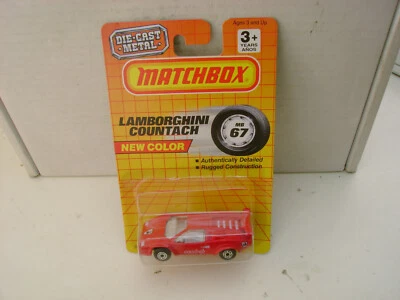 DIE-CAST
METAL
Ages 3 and Up
3+
YEARS
AÑOS
MATCHBOX
LAMBORGHINI
COUNTACH
NEW COLOR
MB
67
• Authentically Detailed
• Rugged Construction